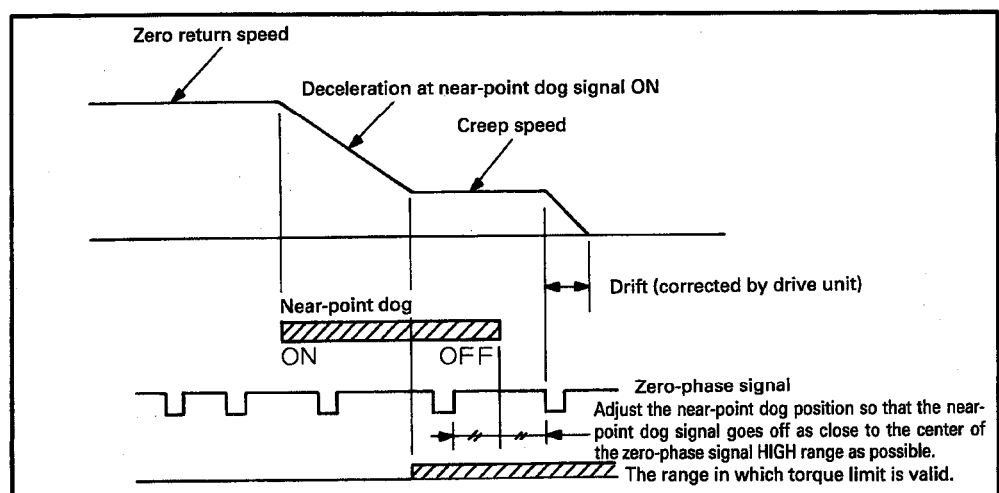 Zero return speed
Deceleration at near-point dog signal ON
Creep speed
Drift (corrected by drive unit)
Near-point dog
ON
OFF
Zero-phase signal
Adjust the near-point dog position so that the near-
point dog signal goes off as close to the center of
the zero-phase signal HIGH range as possible.
The range in which torque limit is valid.